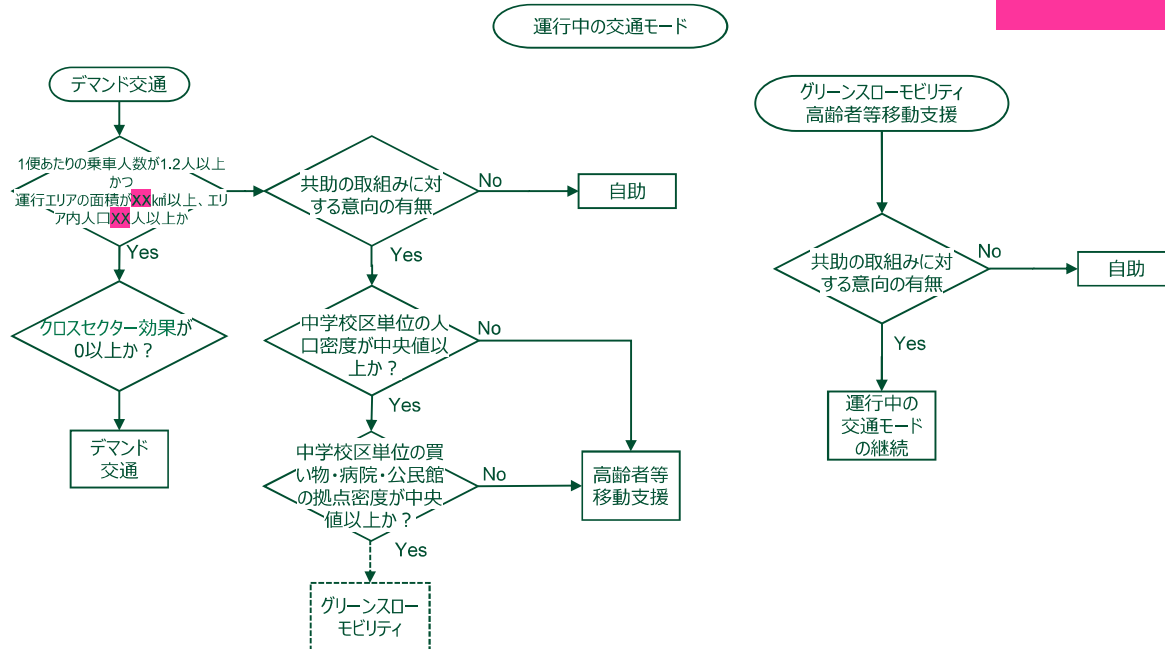 運行中の交通モード
デマンド交通
1便あたりの乗車人数が1.2人以上
かつ
運行エリアの面積がXX㎢以上、エリ
ア内人口XX人以上か
Yes
クロスセクター効果が
0以上か？
デマンド
交通
共助の取組みに対
する意向の有無
No
自助
Yes
中学校区単位の人
口密度が中央値以
上か？
No
Yes
中学校区単位の買
い物・病院・公民館
の拠点密度が中央
値以上か？
No
高齢者等
移動支援
Yes
グリーンスロー
モビリティ
グリーンスローモビリティ
高齢者等移動支援
共助の取組みに対
する意向の有無
No
自助
Yes
運行中の
交通モード
の継続